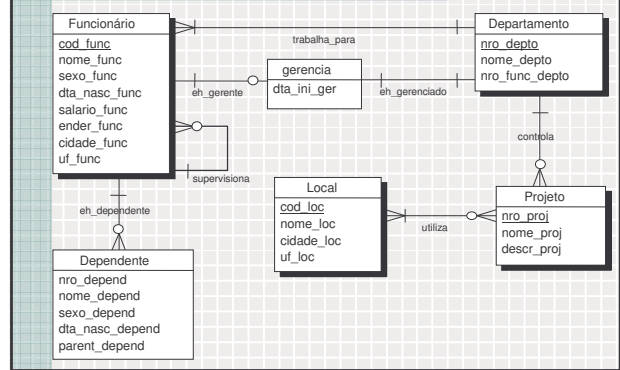 Funcionário
cod_func
nome_func
sexo_func
dta_nasc_func
salario_func
ender_func
cidade_func
uf_func
trabalha_para
Departamento
nro_depto
nome_depto
nro_func_depto
eh_gerente
gerencia
dta_ini_ger
eh_gerenciado
supervisiona
controla
eh_dependente
Local
cod_loc
nome_loc
cidade_loc
uf_loc
utiliza
Projeto
nro_proj
nome_proj
descr_proj
Dependente
nro_depend
nome_depend
sexo_depend
dta_nasc_depend
parent_depend